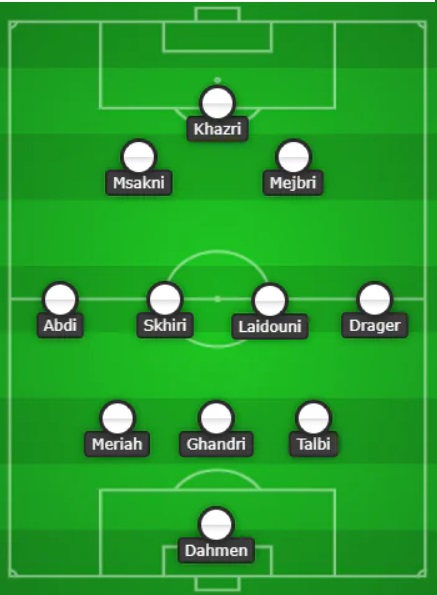 Khazri
Msakni
Mejbri
Abdi
Skhiri
Laidouni
Drager
Meriah
Ghandri
Talbi
Dahmen